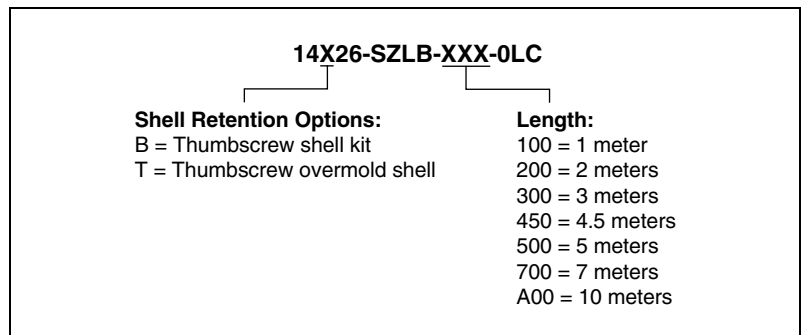 14X26-SZLB-XXX-0LC
Shell Retention Options:
B = Thumbscrew shell kit
T = Thumbscrew overmold shell
Length:
100 = 1 meter
200 = 2 meters
300 = 3 meters
450 = 4.5 meters
500 = 5 meters
700 = 7 meters
A00 = 10 meters